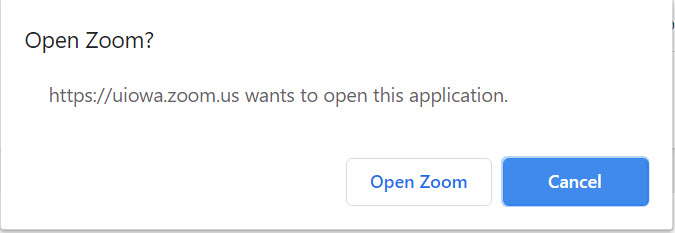 Open Zoom?
https://uiowa.zoom.us wants to open this application.
Open Zoom Cancel